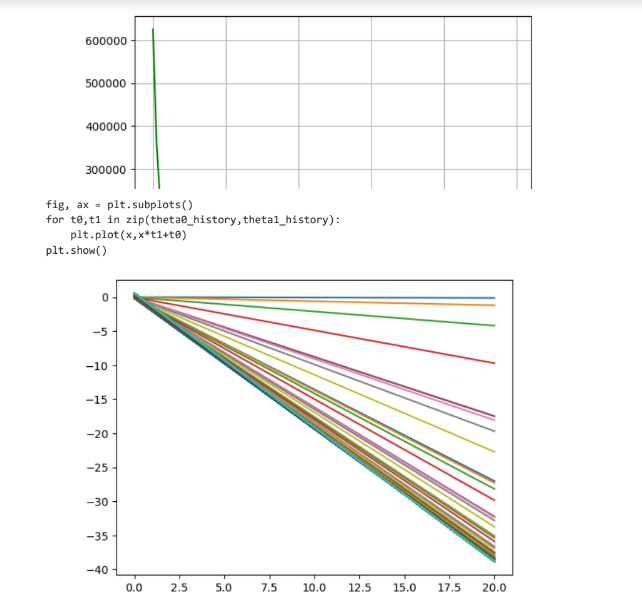 600000
500000
400000
300000
fig, ax = plt.subplots()
for t0,t1 in zip(theta0_history,theta1_history):
    plt.plot(x,x*t1+t0)
plt.show()
0
−5
−10
−15
−20
−25
−30
−35
−40
0.0 2.5 5.0 7.5 10.0 12.5 15.0 17.5 20.0